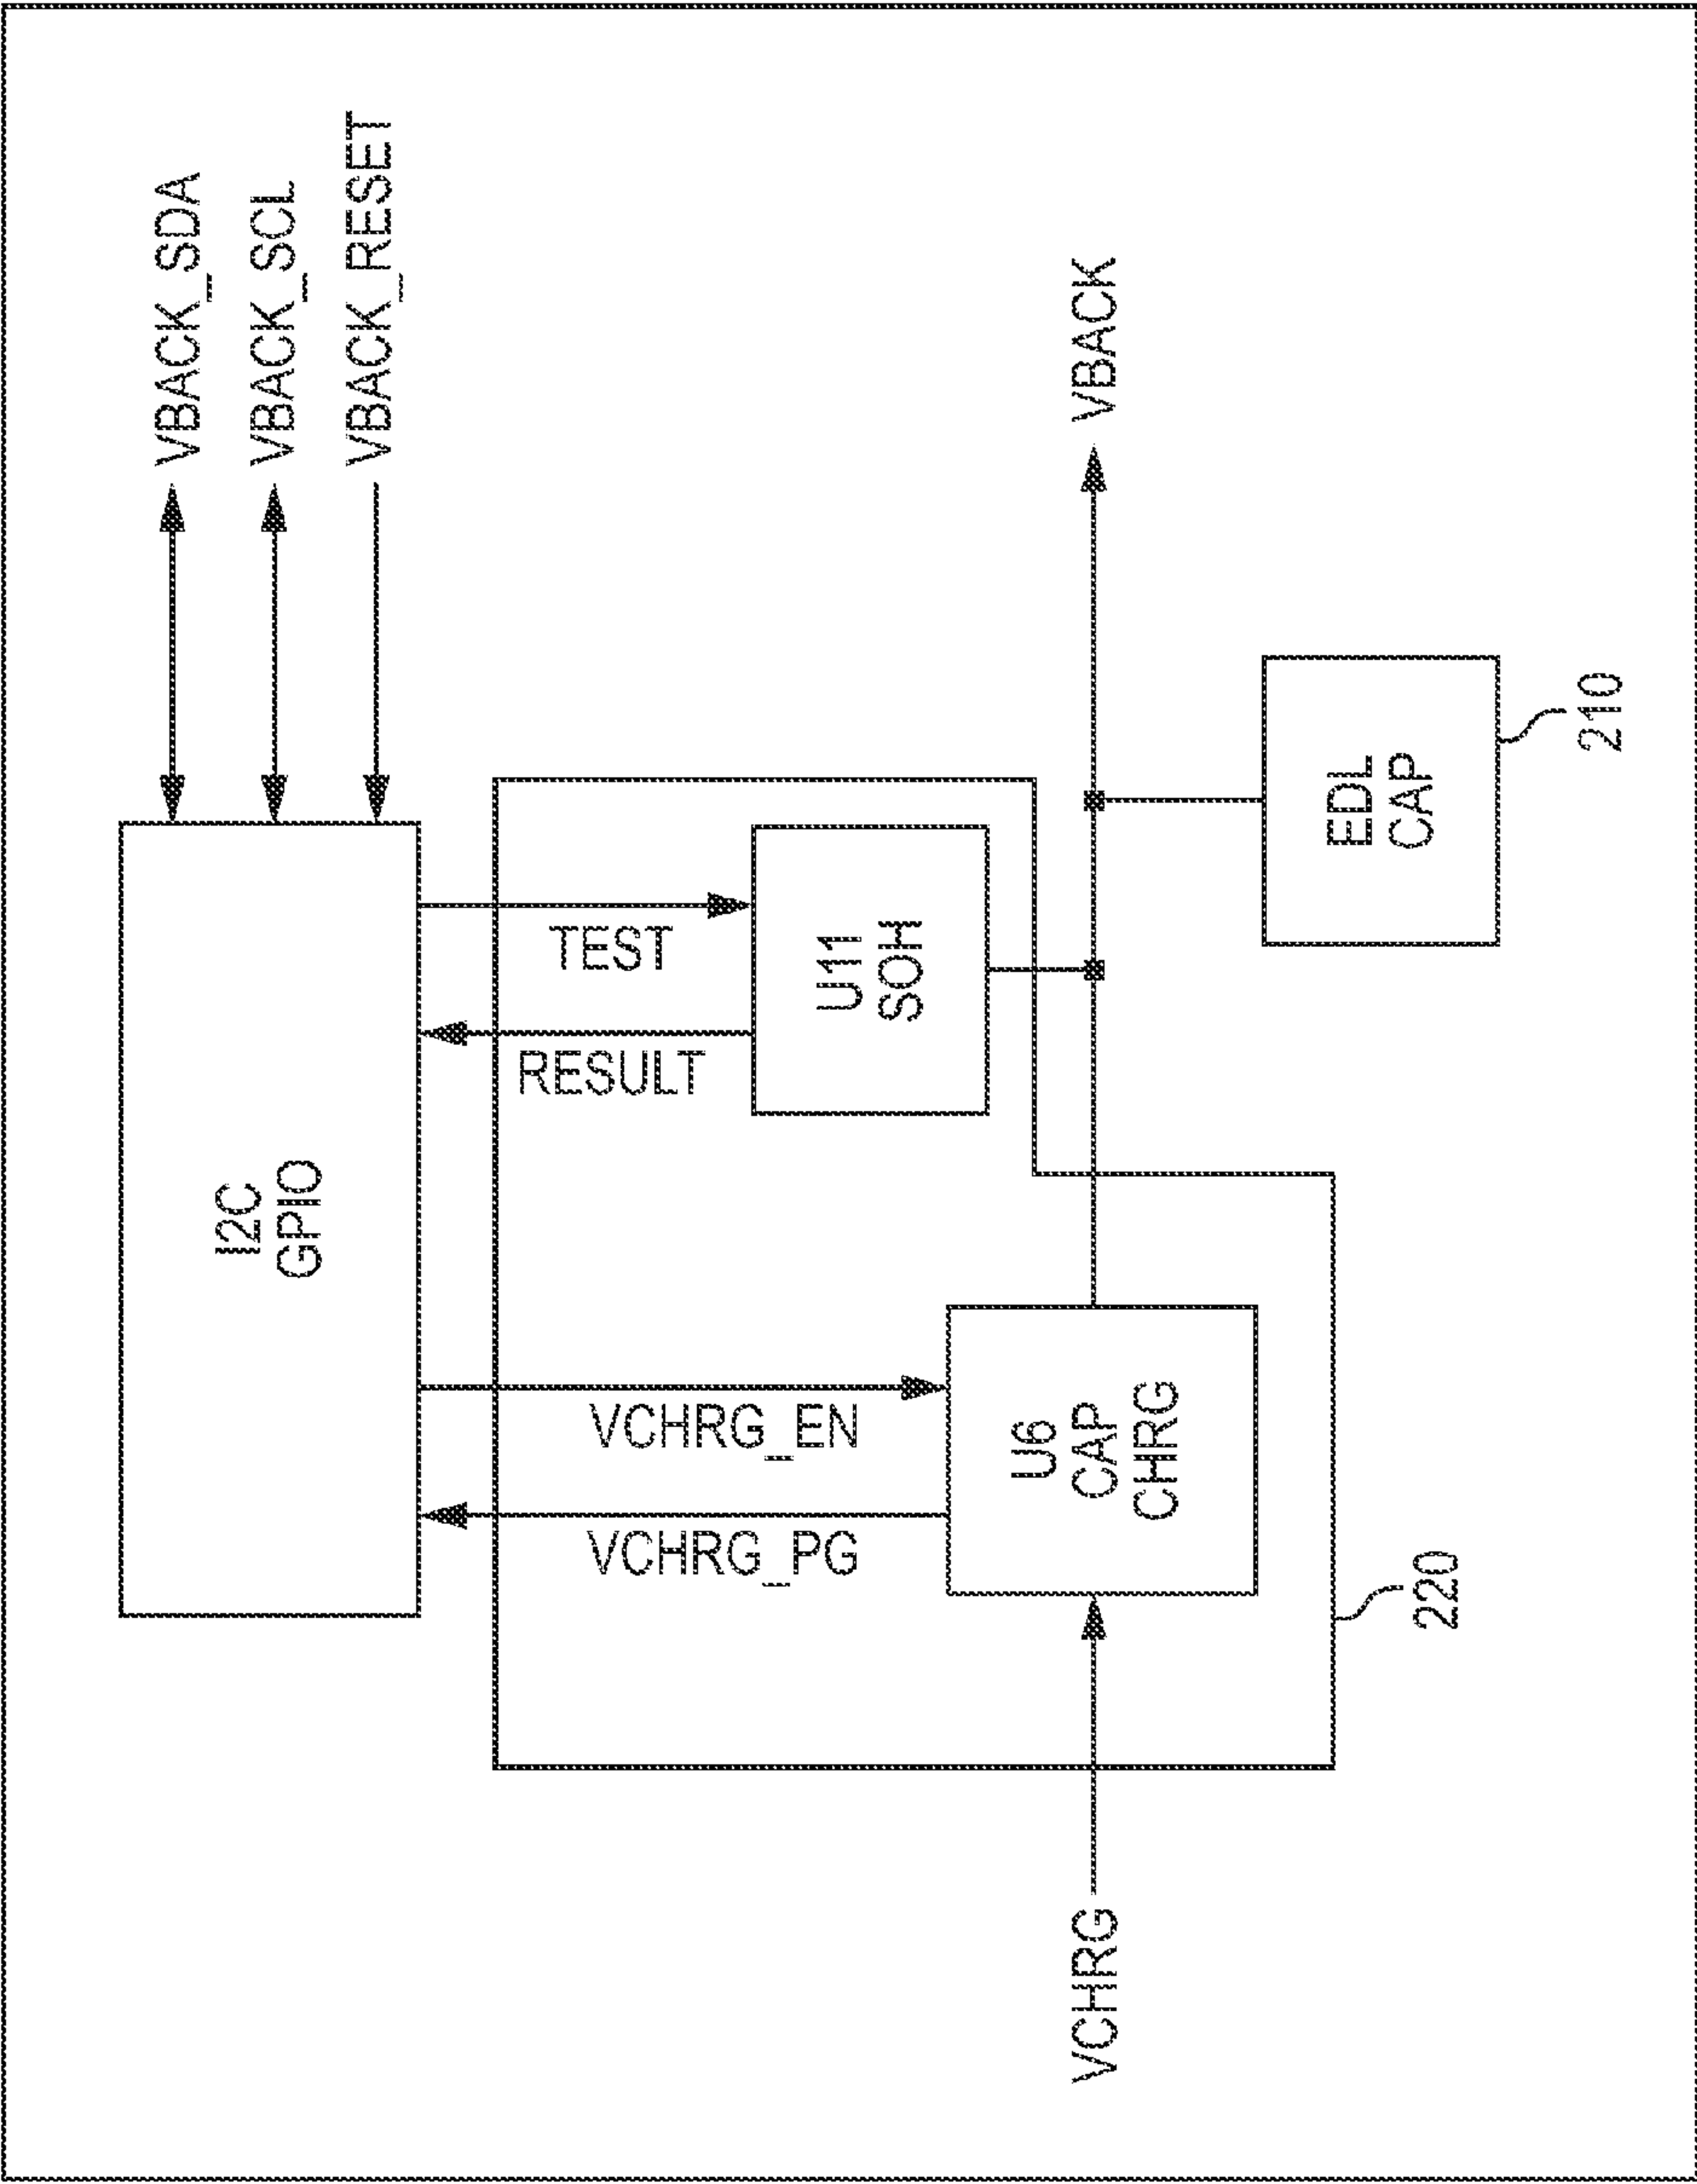 VBACK_SDA
VBACK_SCL
VBACK_RESET
I2C
GPIO
TEST
RESULT
VCHRG_EN
VCHRG_PG
U11
SOH
U6
CAP
CHRG
VCHRG
VBACK
EDL
CAP
210
220